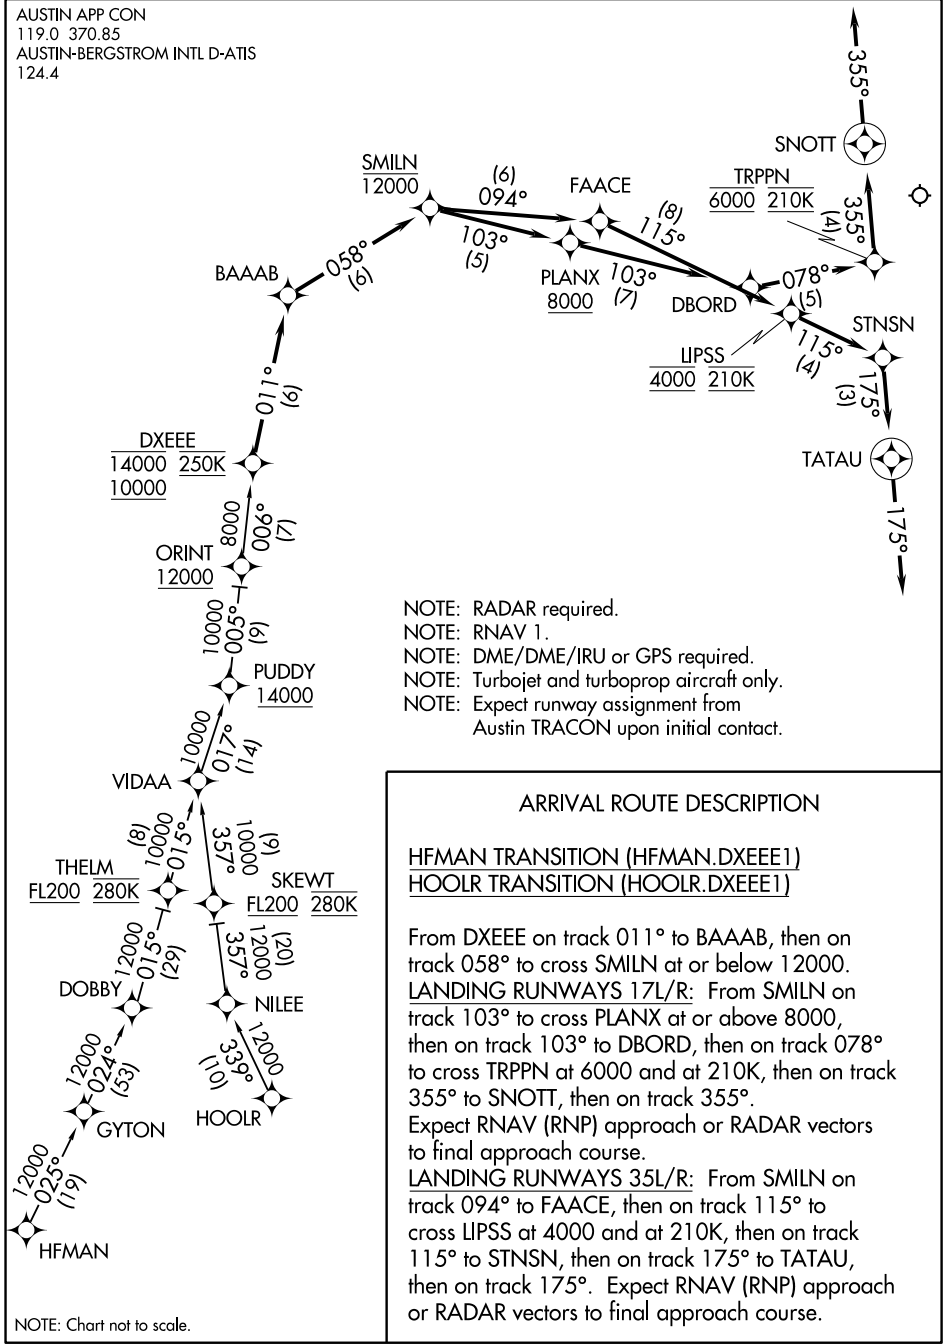 AUSTIN APP CON
119.0 370.85
AUSTIN-BERGSTROM INTL D-ATIS
124.4
355°
SNOTT
SMILN
12000
(6)
094°
FAACE
TRPPN
6000 210K
(4)
355°
(8)
115°
103°
(5)
058°
(6)
BAAAB
PLANX
8000
103°
(7)
DBORD
078°
(5)
STNSN
LIPSS
4000 210K
115°
(4)
175°
(3)
011°
(6)
DXEEE
14000 250K
10000
TATAU
175°
8000
006°
(7)
ORINT
12000
10000
005°
(9)
PUDDY
14000
NOTE: RADAR required.
NOTE: RNAV 1.
NOTE: DME/DME/IRU or GPS required.
NOTE: Turbojet and turboprop aircraft only.
NOTE: Expect runway assignment from
Austin TRACON upon initial contact.
10000
017°
(14)
VIDAA
(8)
10000
015°
(9)
10000
357°
THELM
FL200 280K
SKEWT
FL200 280K
12000
015°
(29)
(20)
12000
357°
DOBBY
NILEE
12000
024°
(53)
12000
339°
(10)
GYTON
HOOLR
12000
025°
(19)
HFMAN
NOTE: Chart not to scale.
ARRIVAL ROUTE DESCRIPTION
HFMAN TRANSITION (HFMAN.DXEEE1)
HOOLR TRANSITION (HOOLR.DXEEE1)
From DXEEE on track 011° to BAAAB, then on
track 058° to cross SMILN at or below 12000.
LANDING RUNWAYS 17L/R: From SMILN on
track 103° to cross PLANX at or above 8000,
then on track 103° to DBORD, then on track 078°
to cross TRPPN at 6000 and at 210K, then on track
355° to SNOTT, then on track 355°.
Expect RNAV (RNP) approach or RADAR vectors
to final approach course.
LANDING RUNWAYS 35L/R: From SMILN on
track 094° to FAACE, then on track 115° to
cross LIPSS at 4000 and at 210K, then on track
115° to STNSN, then on track 175° to TATAU,
then on track 175°. Expect RNAV (RNP) approach
or RADAR vectors to final approach course.